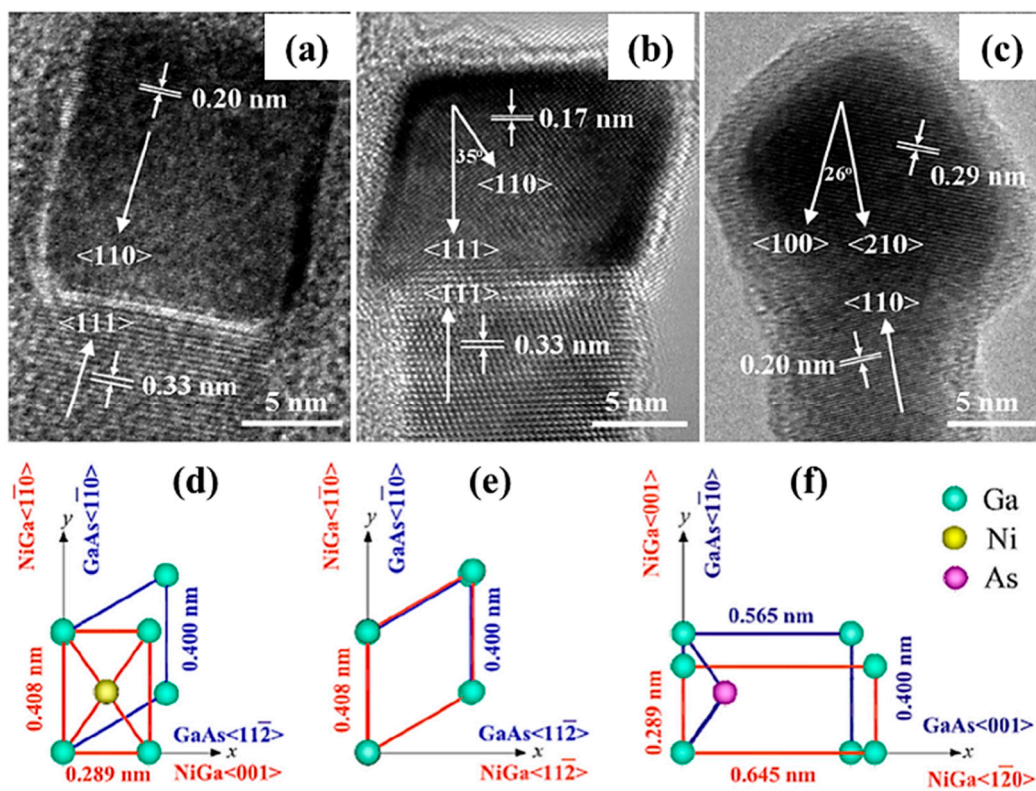 (a)
0.20 nm
<110>
<111>
0.33 nm
5 nm
(b)
0.17 nm
35°
<110>
<111>
<111>
0.33 nm
5 nm
(c)
0.29 nm
26°
<100> <210>
<110>
0.20 nm
5 nm
(d)
NiGa<1̅10>
GaAs<1̅10>
y
0.408 nm
0.400 nm
GaAs<112̅>
x
0.289 nm
NiGa<001>
(e)
NiGa<1̅10>
GaAs<1̅10>
y
0.408 nm
0.400 nm
GaAs<112̅>
x
NiGa<112̅>
(f)
NiGa<001>
GaAs<1̅10>
y
0.565 nm
0.289 nm
0.400 nm
GaAs<001>
x
0.645 nm
NiGa<1̅20>
Ga
Ni
As